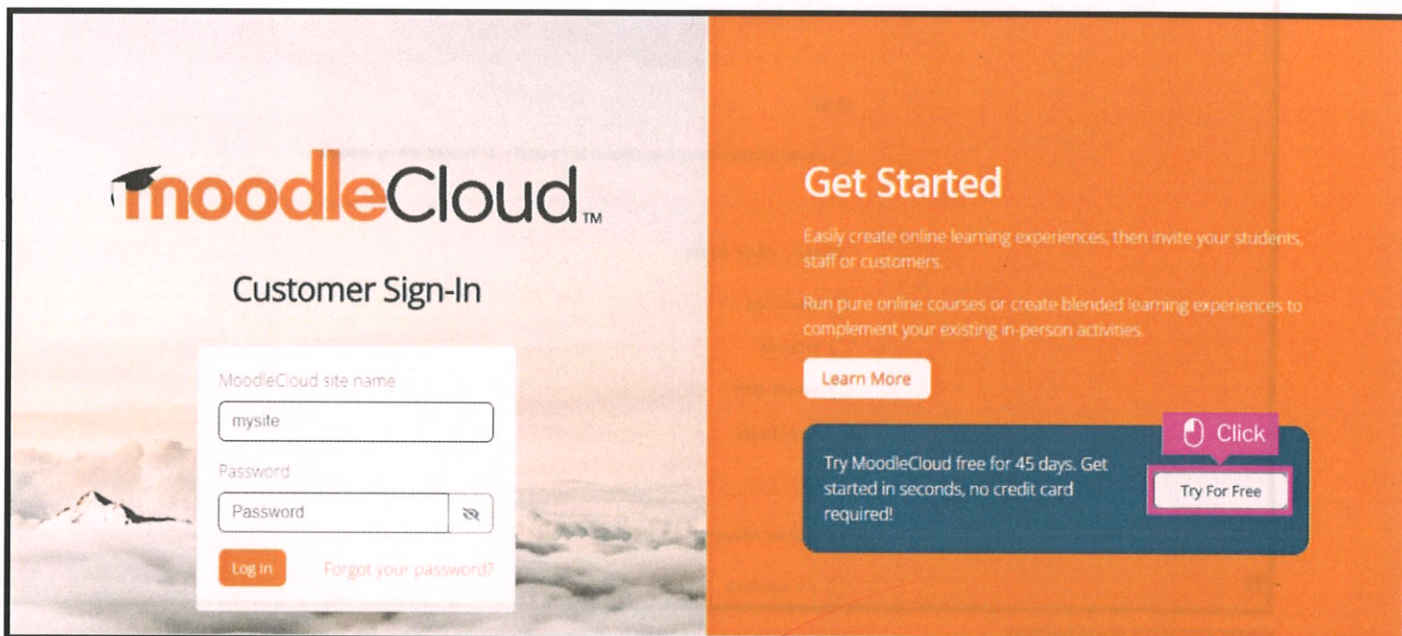 moodleCloud™
Customer Sign-In
MoodleCloud site name
mysite
Password
Password
Log In
Forgot your password?
Get Started
Easily create online learning experiences, then invite your students,
staff or customers.
Run pure online courses or create blended learning experiences to
complement your existing in-person activities.
Learn More
Click
Try MoodleCloud free for 45 days. Get
started in seconds, no credit card
required!
Try For Free